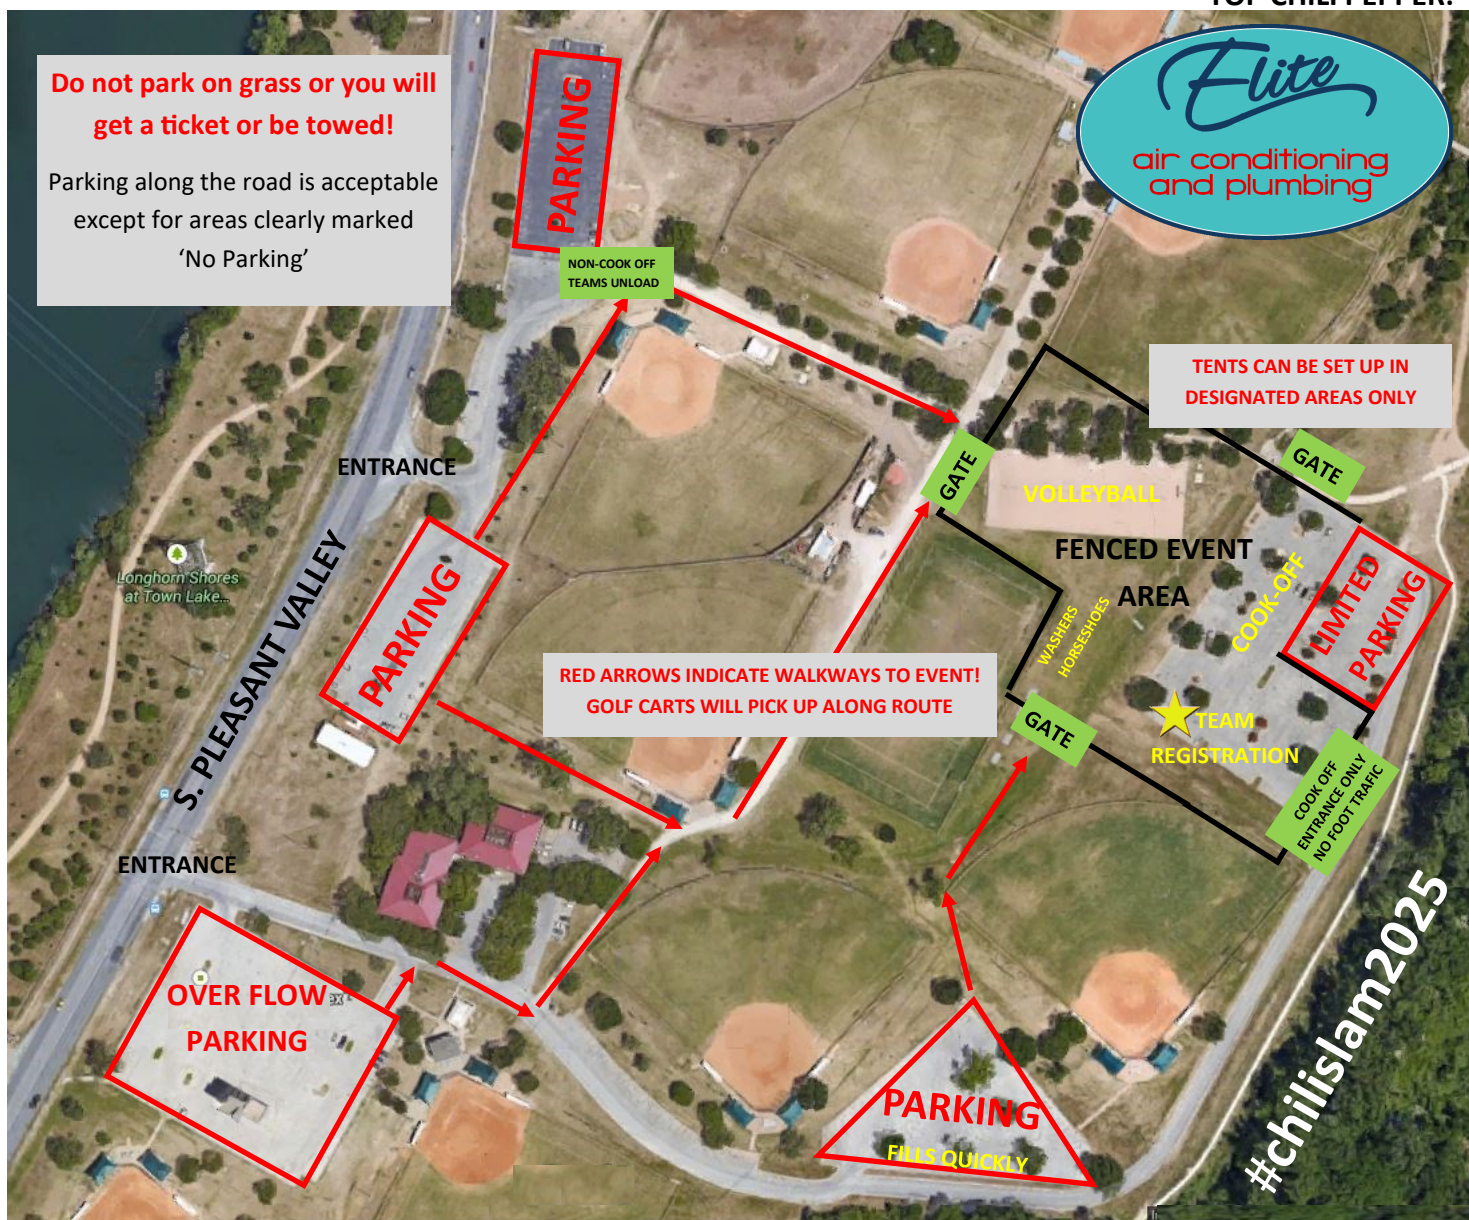 TOP CHILI PEPPER:
Do not park on grass or you will
get a ticket or be towed!
Parking along the road is acceptable
except for areas clearly marked
‘No Parking’
PARKING
Elite
air conditioning
and plumbing
NON-COOK OFF
TEAMS UNLOAD
TENTS CAN BE SET UP IN
DESIGNATED AREAS ONLY
ENTRANCE
GATE
GATE
VOLLEYBALL
FENCED EVENT
AREA
COOK-OFF
LIMITED
PARKING
WASHERS
HORSESHOES
Longhorn Shores
at Town Lake...
S. PLEASANT VALLEY
PARKING
RED ARROWS INDICATE WALKWAYS TO EVENT!
GOLF CARTS WILL PICK UP ALONG ROUTE
GATE
TEAM
REGISTRATION
COOK OFF
ENTRANCE ONLY
NO FOOT TRAFIC
ENTRANCE
OVER FLOW
PARKING
PARKING
FILLS QUICKLY
#chilislam2025